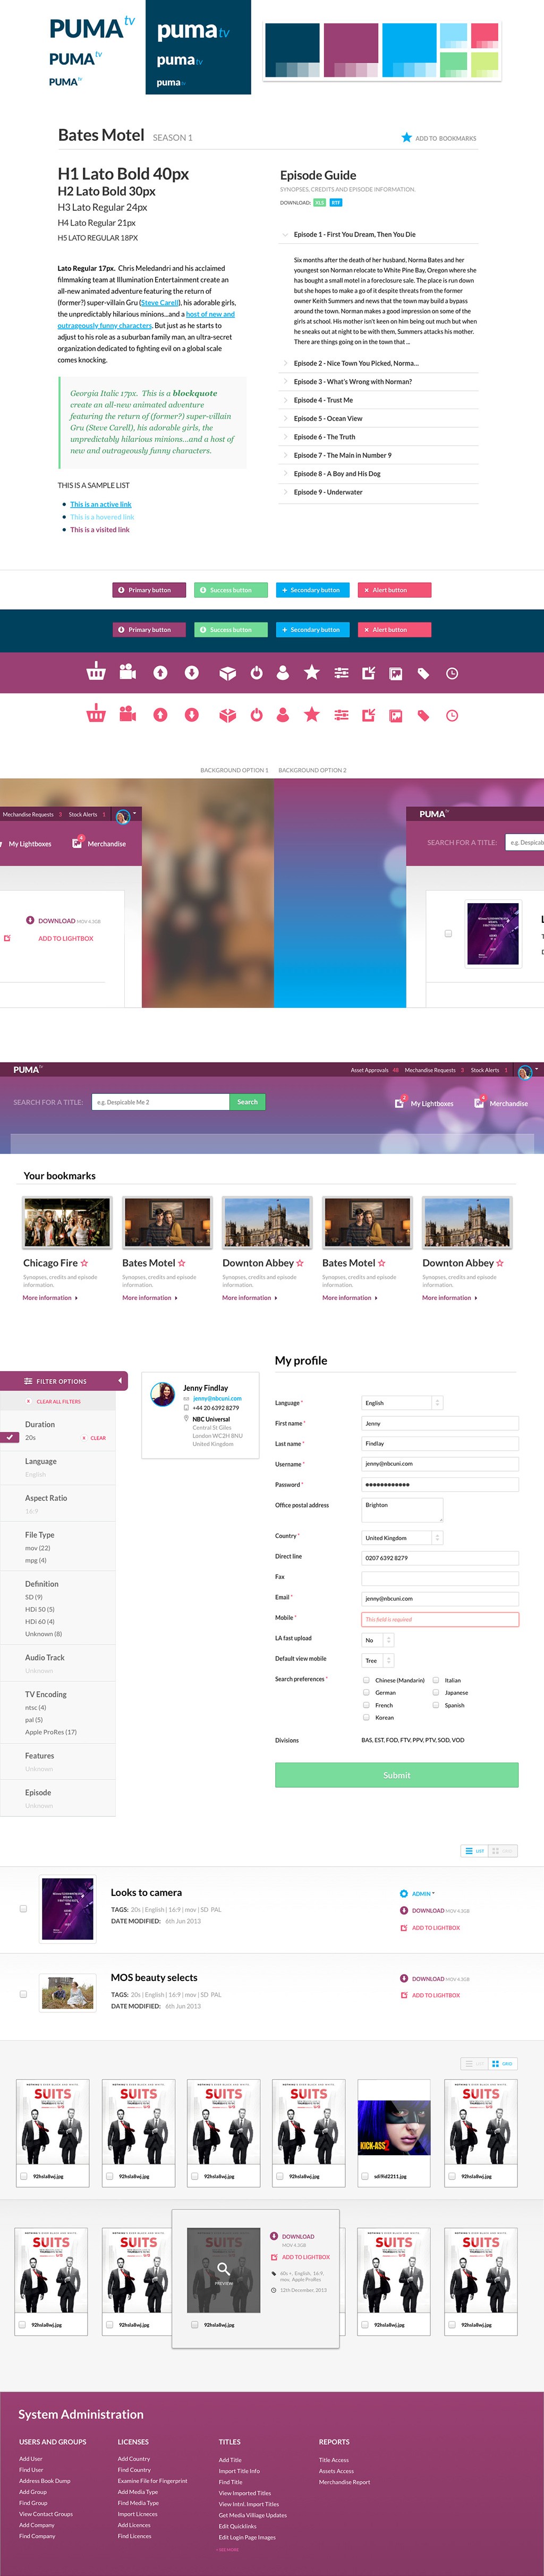 PUMA tv
PUMA tv
PUMA tv
puma tv
puma tv
puma tv
Bates Motel SEASON 1
ADD TO BOOKMARKS
H1 Lato Bold 40px
H2 Lato Bold 30px
H3 Lato Regular 24px
H4 Lato Regular 21px
H5 LATO REGULAR 18PX
Lato Regular 17px. Chris Meledandri and his acclaimed
filmmaking team at Illumination Entertainment create an
all-new animated adventure featuring the return of
(former?) super-villain Gru (Steve Carell), his adorable girls,
the unpredictably hilarious minions...and a host of new and
outrageously funny characters. But just as he starts to
adjust to his role as a suburban family man, an ultra-secret
organization dedicated to fighting evil on a global scale
comes knocking.
Georgia Italic 17px. This is a blockquote
create an all-new animated adventure
featuring the return of (former?) super-villain
Gru (Steve Carell), his adorable girls, the
unpredictably hilarious minions...and a host of
new and outrageously funny characters.
THIS IS A SAMPLE LIST
This is an active link
This is a hovered link
This is a visited link
Episode Guide
SYNOPSES, CREDITS AND EPISODE INFORMATION.
DOWNLOAD: XLS RTF
Episode 1 - First You Dream, Then You Die
Six months after the death of her husband, Norma Bates and her
youngest son Norman relocate to White Pine Bay, Oregon where she
has bought a small motel in a foreclosure sale. The place is run down
but she hopes to make a go of it despite threats from the former
owner Keith Summers and news that the town may build a bypass
around the town. Norman makes a good impression on some of the
girls at school. His mother isn't keen on him being out much but when
he sneaks out at night to be with them, Summers attacks his mother.
There are things going on in the town that ...
Episode 2 - Nice Town You Picked, Norma...
Episode 3 - What's Wrong with Norman?
Episode 4 - Trust Me
Episode 5 - Ocean View
Episode 6 - The Truth
Episode 7 - The Main in Number 9
Episode 8 - A Boy and His Dog
Episode 9 - Underwater
Primary button Success button Secondary button Alert button
Primary button Success button Secondary button Alert button
BACKGROUND OPTION 1 BACKGROUND OPTION 2
Mechandise Requests 3 Stock Alerts 1
My Lightboxes 4 Merchandise
DOWNLOAD MOV 4.2GB
ADD TO LIGHTBOX
PUMA tv
SEARCH FOR A TITLE: e.g. Despicab
L
T
D
PUMA tv
Asset Approvals 48 Mechandise Requests 3 Stock Alerts 1
SEARCH FOR A TITLE: e.g. Despicable Me 2 Search
2 My Lightboxes 4 Merchandise
Your bookmarks
Chicago Fire Bates Motel Downton Abbey Bates Motel Downton Abbey
Synopses, credits and episode information.
Synopses, credits and episode information.
Synopses, credits and episode information.
Synopses, credits and episode information.
Synopses, credits and episode information.
More information More information More information More information More information
FILTER OPTIONS
CLEAR ALL FILTERS
Duration
20s CLEAR
Language
English
Aspect Ratio
16:9
File Type
mov (22)
mpg (4)
Definition
SD (9)
HDi 50 (5)
HDi 60 (4)
Unknown (8)
Audio Track
Unknown
TV Encoding
ntsc (4)
pal (5)
Apple ProRes (17)
Features
Unknown
Episode
Unknown
Jenny Findlay
jenny@nbcuni.com
+44 20 6392 8279
NBC Universal
Central St Giles
London WC2H 8NU
United Kingdom
My profile
Language * English
First name * Jenny
Last name * Findlay
Username * jenny@nbcuni.com
Password *
Office postal address Brighton
Country * United Kingdom
Direct line 0207 6392 8279
Fax
Email * jenny@nbcuni.com
Mobile * This field is required
LA fast upload No
Default view mobile Tree
Search preferences * Chinese (Mandarin) Italian
German Japanese
French Spanish
Korean
Divisions BAS, EST, FOD, FTV, PPV, PTV, SOD, VOD
Submit
LIST
Looks to camera
TAGS: 20s | English | 16:9 | mov | SD PAL
DATE MODIFIED: 6th Jun 2013
ADMIN
DOWNLOAD MOV 4.2GB
ADD TO LIGHTBOX
MOS beauty selects
TAGS: 20s | English | 16:9 | mov | SD PAL
DATE MODIFIED: 6th Jun 2013
DOWNLOAD MOV 4.2GB
ADD TO LIGHTBOX
LIST GRID
SUITS SUITS SUITS SUITS KICK-ASS 2 SUITS
92hsla8wj.jpg 92hsla8wj.jpg 92hsla8wj.jpg 92hsla8wj.jpg sdlfid2211.jpg 92hsla8wj.jpg
SUITS SUITS SUITS SUITS
PREVIEW
DOWNLOAD
MOV 4.2GB
ADD TO LIGHTBOX
60s +, English, 16:9,
mov, Apple ProRes
12th December, 2013
92hsla8wj.jpg 92hsla8wj.jpg 92hsla8wj.jpg 92hsla8wj.jpg 92hsla8wj.jpg
System Administration
USERS AND GROUPS
Add User
Find User
Address Book Dump
Add Group
Find Group
View Contact Groups
Add Company
Find Company
LICENSES
Add Country
Find Country
Examine File for Fingerprint
Add Media Type
Find Media Type
Import Licneces
Add Licences
Find Licences
TITLES
Add Title
Import Title Info
Find Title
View Imported Titles
View Intnl. Import Titles
Get Media Villiage Updates
Edit Quicklinks
Edit Login Page Images
+ SEE MORE
REPORTS
Title Access
Assets Access
Merchandise Report